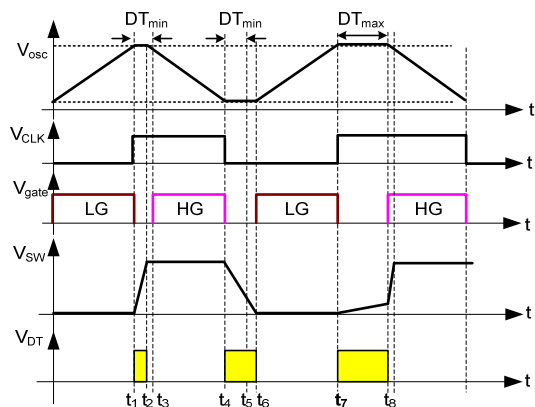 DTmin DTmin DTmax
Vosc
t
VCLK
t
Vgate
LG HG LG HG
t
VSW
t
VDT
t
t1 t2 t3 t4 t5 t6 t7 t8